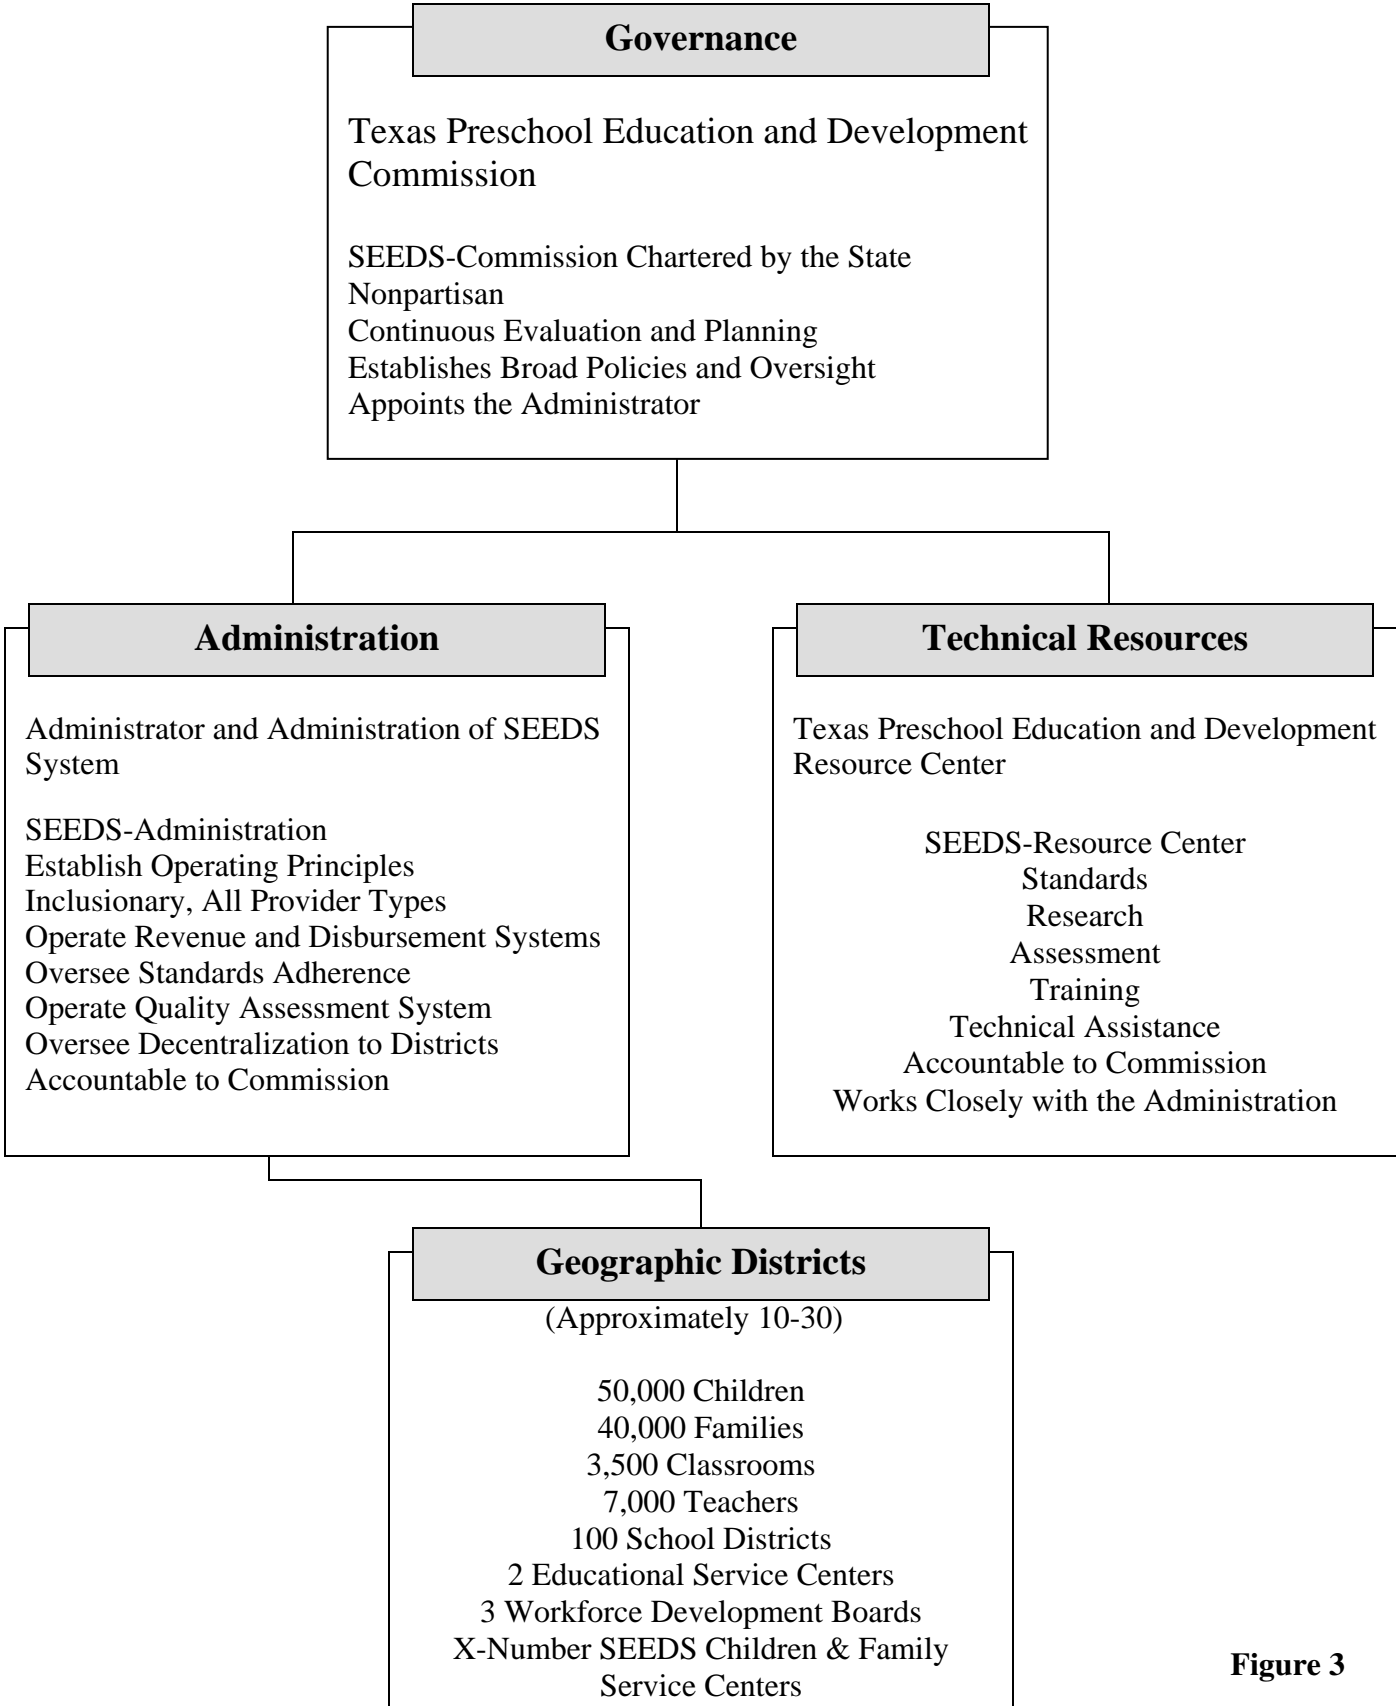 Governance
Texas Preschool Education and Development
Commission
SEEDS-Commission Chartered by the State
Nonpartisan
Continuous Evaluation and Planning
Establishes Broad Policies and Oversight
Appoints the Administrator
Administration
Administrator and Administration of SEEDS
System
SEEDS-Administration
Establish Operating Principles
Inclusionary, All Provider Types
Operate Revenue and Disbursement Systems
Oversee Standards Adherence
Operate Quality Assessment System
Oversee Decentralization to Districts
Accountable to Commission
Technical Resources
Texas Preschool Education and Development
Resource Center
SEEDS-Resource Center
Standards
Research
Assessment
Training
Technical Assistance
Accountable to Commission
Works Closely with the Administration
Geographic Districts
(Approximately 10-30)
50,000 Children
40,000 Families
3,500 Classrooms
7,000 Teachers
100 School Districts
2 Educational Service Centers
3 Workforce Development Boards
X-Number SEEDS Children & Family
Service Centers
Figure 3